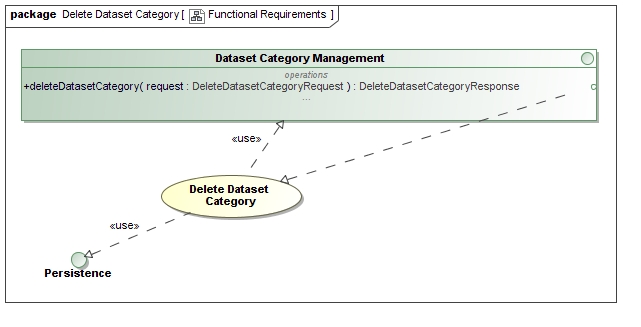 package Delete Dataset Category [ Functional Requirements ]
Dataset Category Management
operations
+deleteDatasetCategory( request : DeleteDatasetCategoryRequest ) : DeleteDatasetCategoryResponse
...
«use»
Delete Dataset
Category
«use»
Persistence